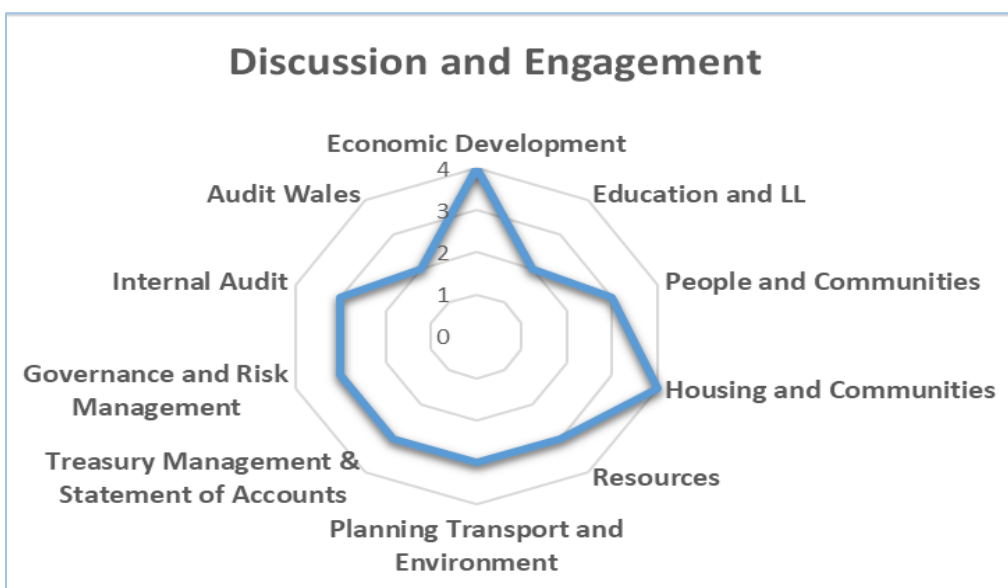 Discussion and Engagement
Economic Development
Education and LL
People and Communities
Housing and Communities
Resources
Planning Transport and
Environment
Treasury Management &
Statement of Accounts
Governance and Risk
Management
Internal Audit
Audit Wales
4
3
2
1
0